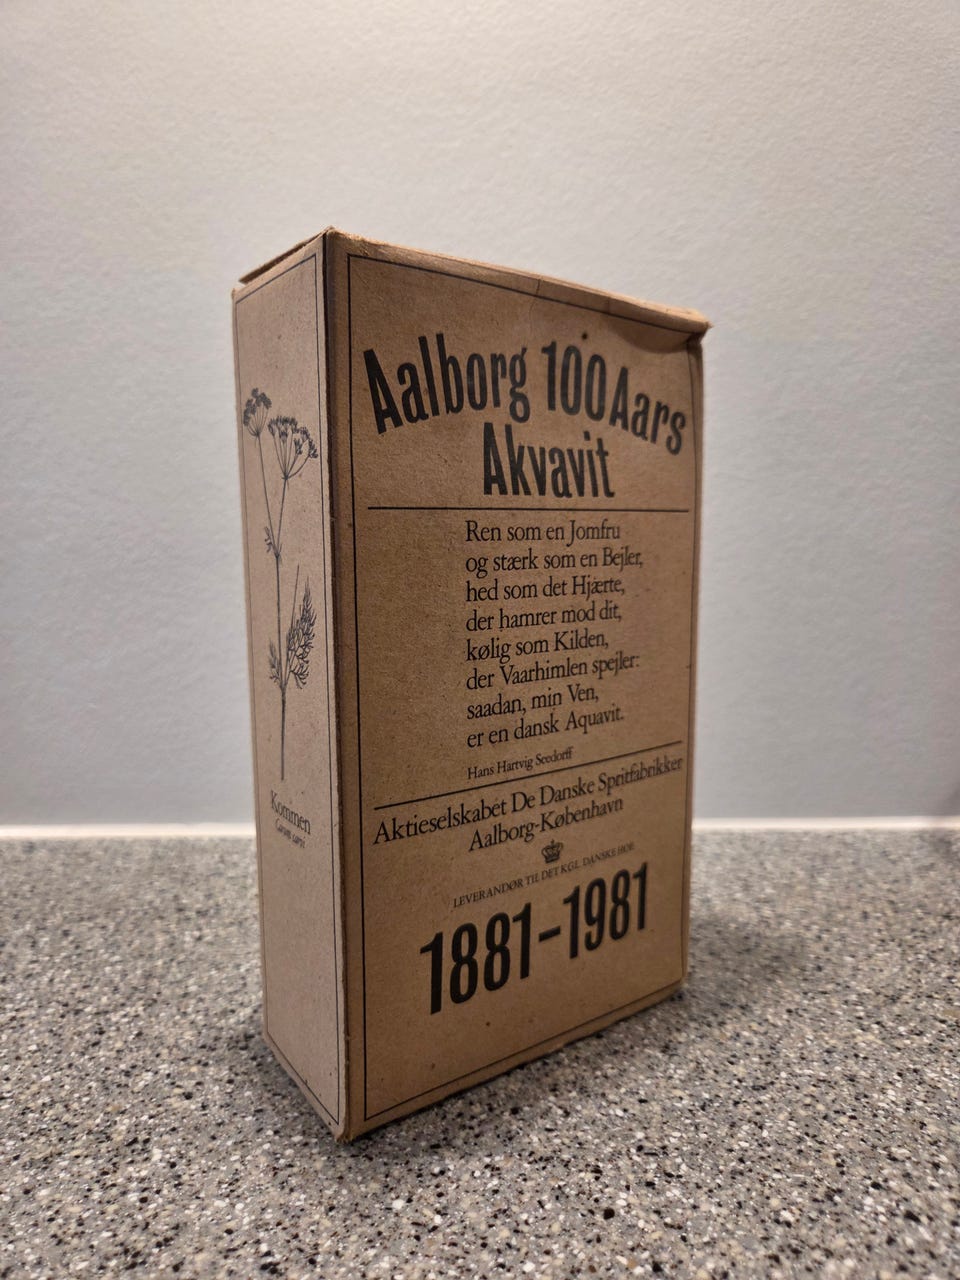 Aalborg 100 Aars
Akvavit
Ren som en Jomfru
og stærk som en Bejler,
hed som det Hjærte,
der hamrer mod dit,
kølig som Kilden,
der Vaarhimlen spejler:
saadan, min Ven,
er en dansk Aquavit.
Hans Hartvig Seedorff
Aktieselskabet De Danske Spritfabrikker
Aalborg-København
LEVERANDØR TIL DET KGL. DANSKE HOF
1881-1981
Kommen
Carum carvi